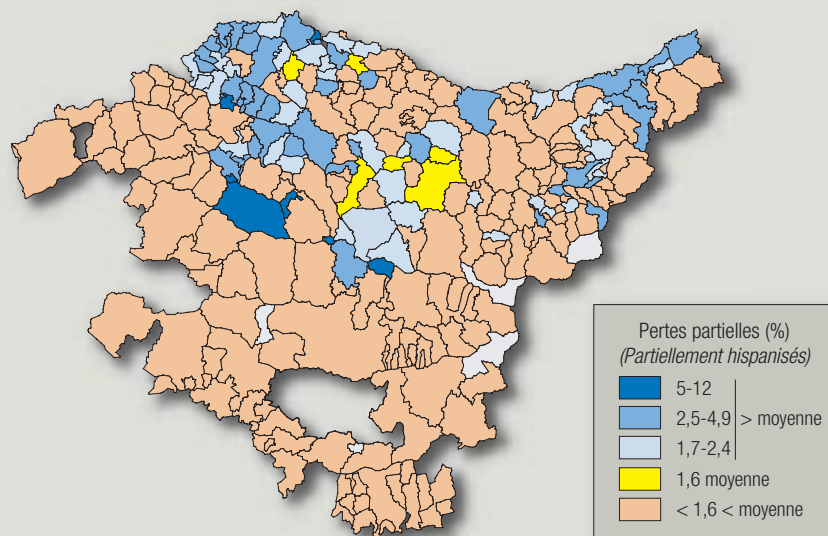 Pertes partielles (%)
(Partiellement hispanisés)
5-12
2,5-4,9
> moyenne
1,7-2,4
1,6 moyenne
< 1,6 < moyenne